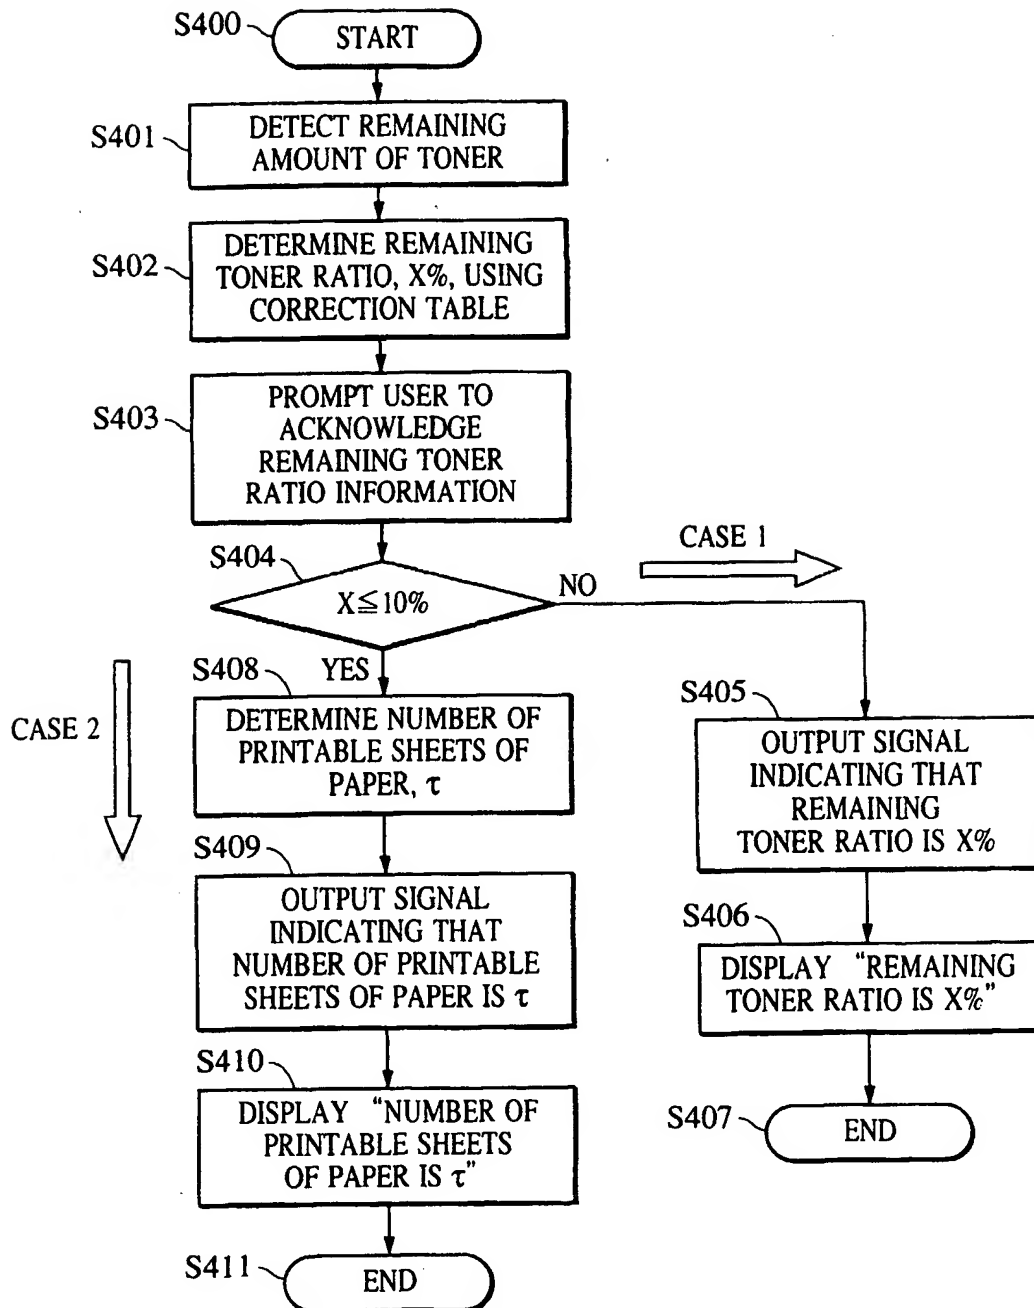 S400
START
S401
DETECT REMAINING
AMOUNT OF TONER
S402
DETERMINE REMAINING
TONER RATIO, X%, USING
CORRECTION TABLE
S403
PROMPT USER TO
ACKNOWLEDGE
REMAINING TONER
RATIO INFORMATION
S404
X≦10%
NO
CASE 1
YES
CASE 2
S405
OUTPUT SIGNAL
INDICATING THAT
REMAINING
TONER RATIO IS X%
S406
DISPLAY “REMAINING
TONER RATIO IS X%”
S407
END
S408
DETERMINE NUMBER OF
PRINTABLE SHEETS OF
PAPER, τ
S409
OUTPUT SIGNAL
INDICATING THAT
NUMBER OF PRINTABLE
SHEETS OF PAPER IS τ
S410
DISPLAY “NUMBER OF
PRINTABLE SHEETS
OF PAPER IS τ”
S411
END